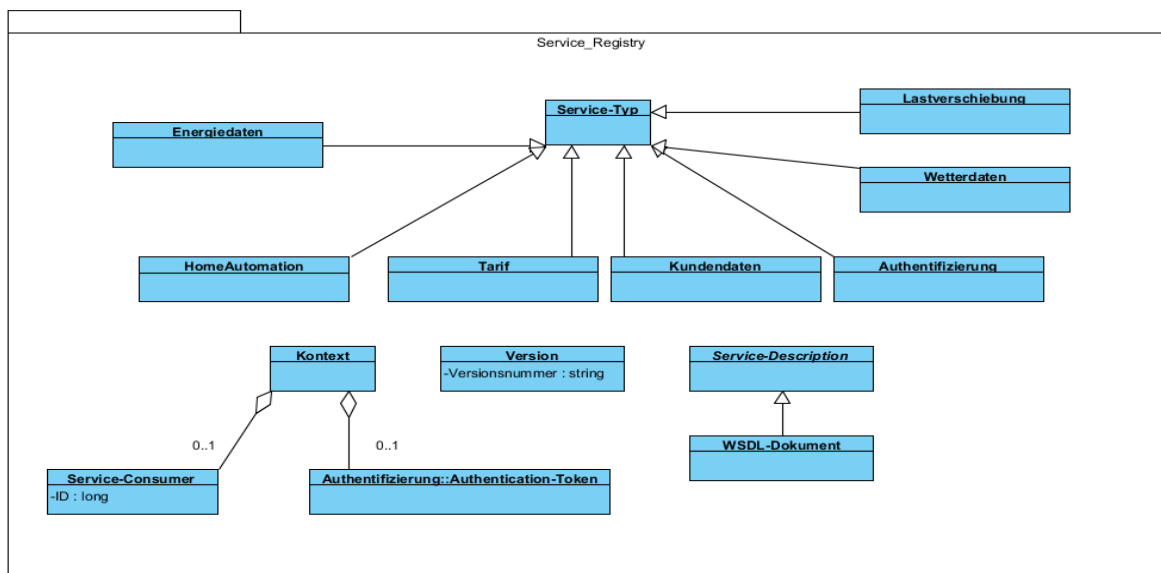 Service_Registry
Service-Typ
Lastverschiebung
Energiedaten
Wetterdaten
HomeAutomation
Tarif
Kundendaten
Authentifizierung
Kontext
Version
-Versionsnummer : string
Service-Description
0..1
0..1
WSDL-Dokument
Service-Consumer
-ID : long
Authentifizierung::Authentication-Token